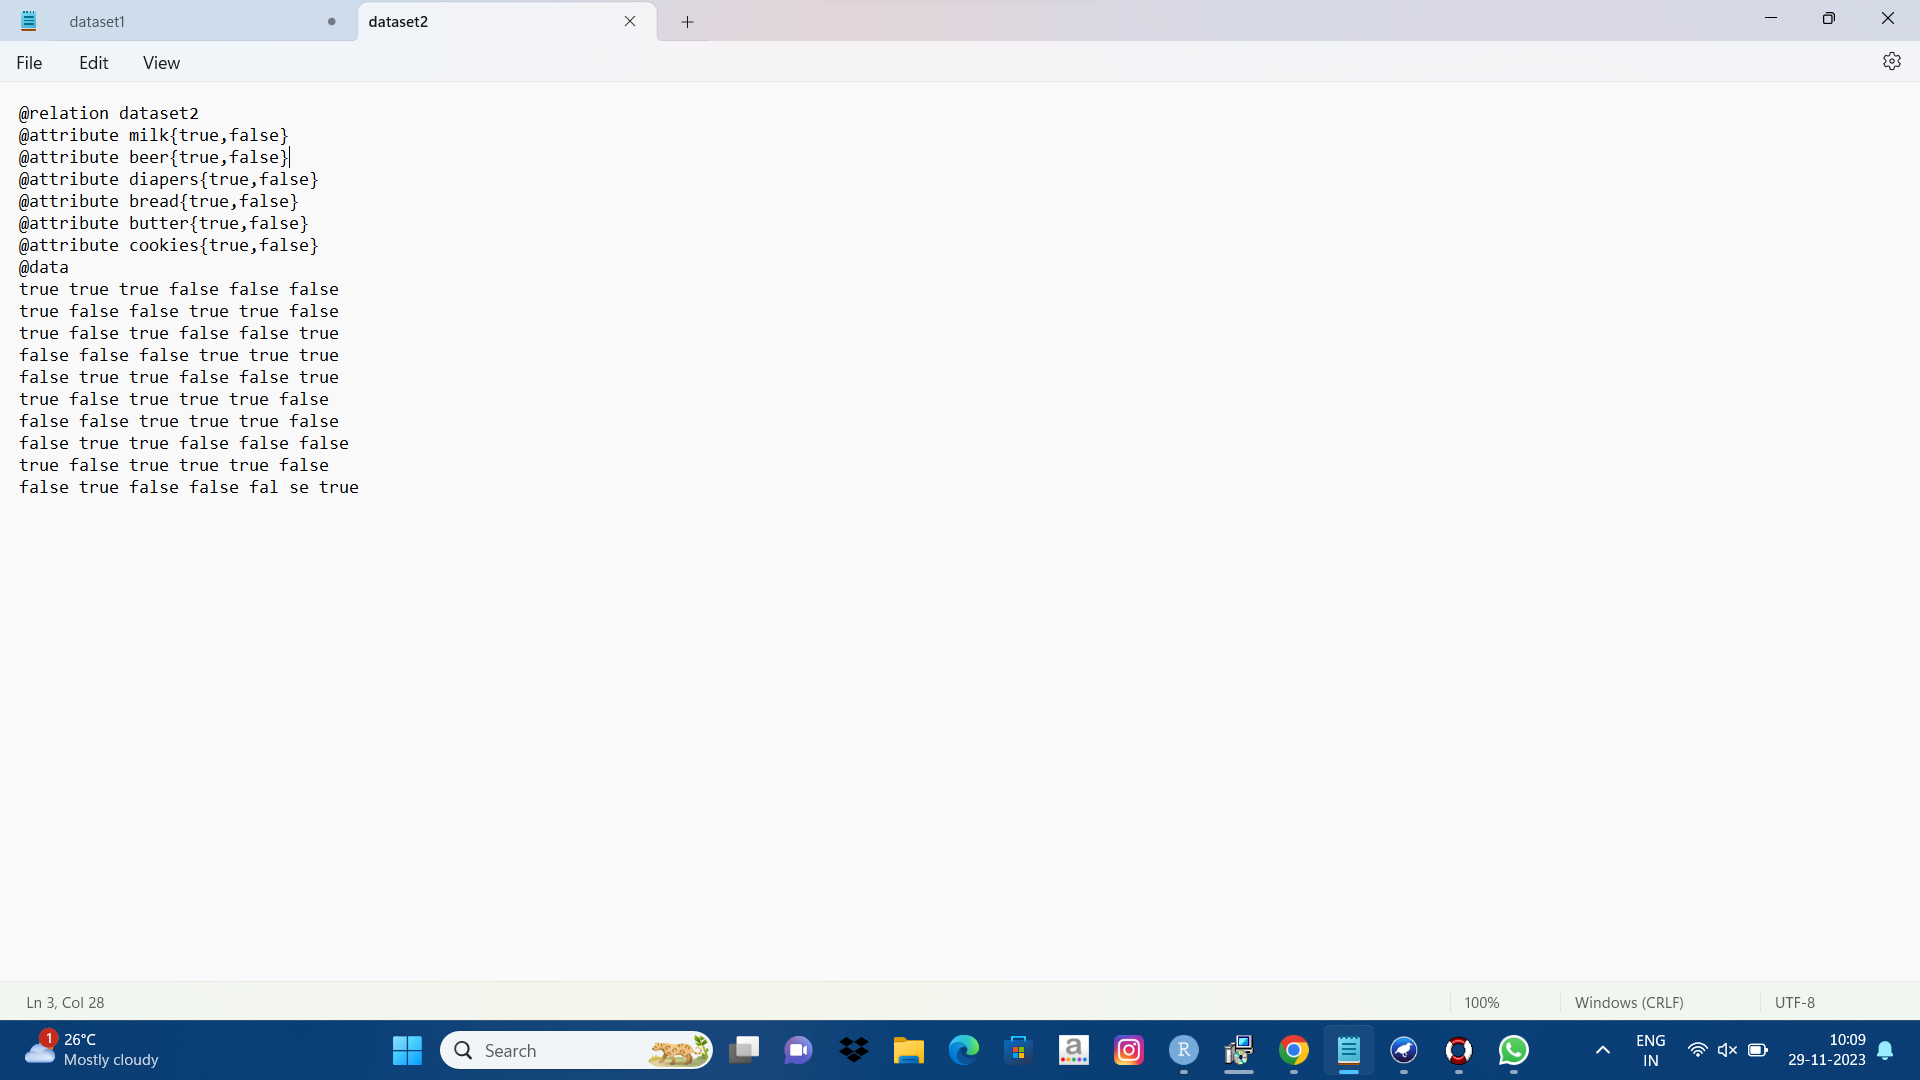 dataset1
dataset2
File Edit View
@relation dataset2
@attribute milk{true,false}
@attribute beer{true,false}
@attribute diapers{true,false}
@attribute bread{true,false}
@attribute butter{true,false}
@attribute cookies{true,false}
@data
true true true false false false
true false false true true false
true false true false false true
false false false true true true
false true true false false true
true false true true true false
false false true true true false
false true true false false false
true false true true true false
false true false false fal se true
Ln 3, Col 28
100%
Windows (CRLF)
UTF-8
1
26°C
Mostly cloudy
Search
a
R
ENG
IN
10:09
29-11-2023